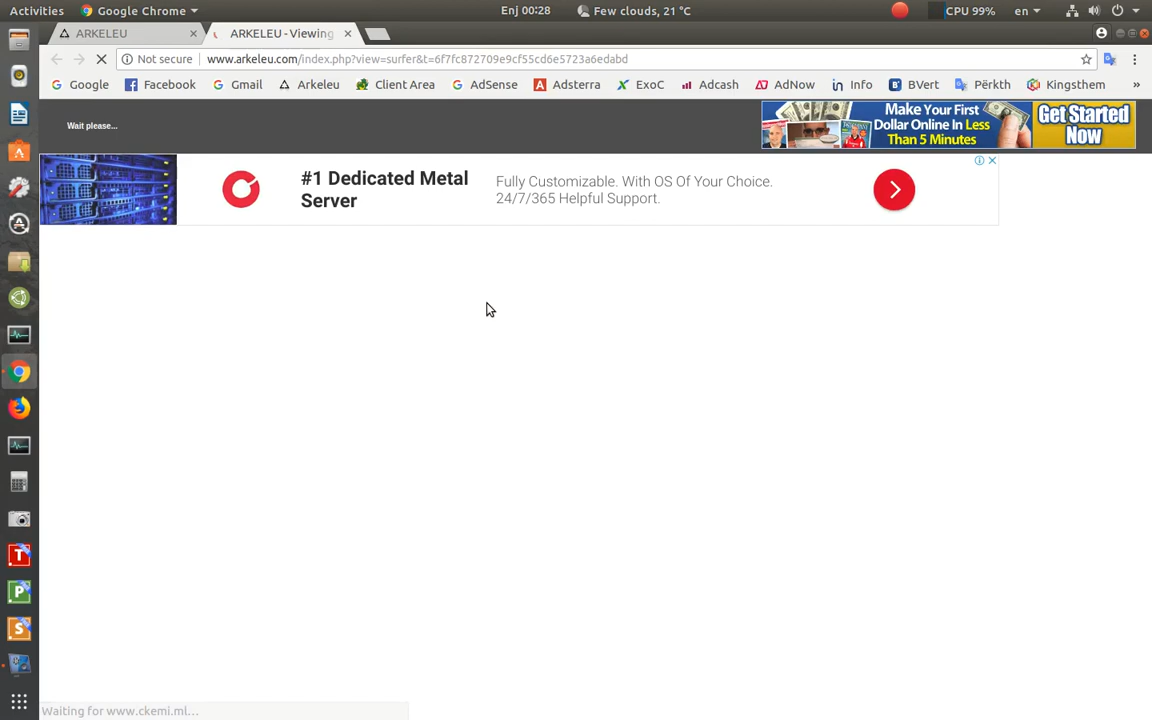 Activities
Google Chrome
Enj 00:28
Few clouds, 21 °C
CPU 99%
en
ARKELEU
ARKELEU - Viewing
Not secure
www.arkeleu.com/index.php?view=surfer&t=6f7fc872709e9cf55cd6e5723a6edabd
Google
Facebook
Gmail
Arkeleu
Client Area
AdSense
Adsterra
ExoC
Adcash
AdNow
Info
BVert
Përkth
Kingsthem
»
Wait please...
Make Your First
Dollar Online In Less
Than 5 Minutes
Get Started
Now
#1 Dedicated Metal
Server
Fully Customizable. With OS Of Your Choice.
24/7/365 Helpful Support.
Waiting for www.ckemi.ml...